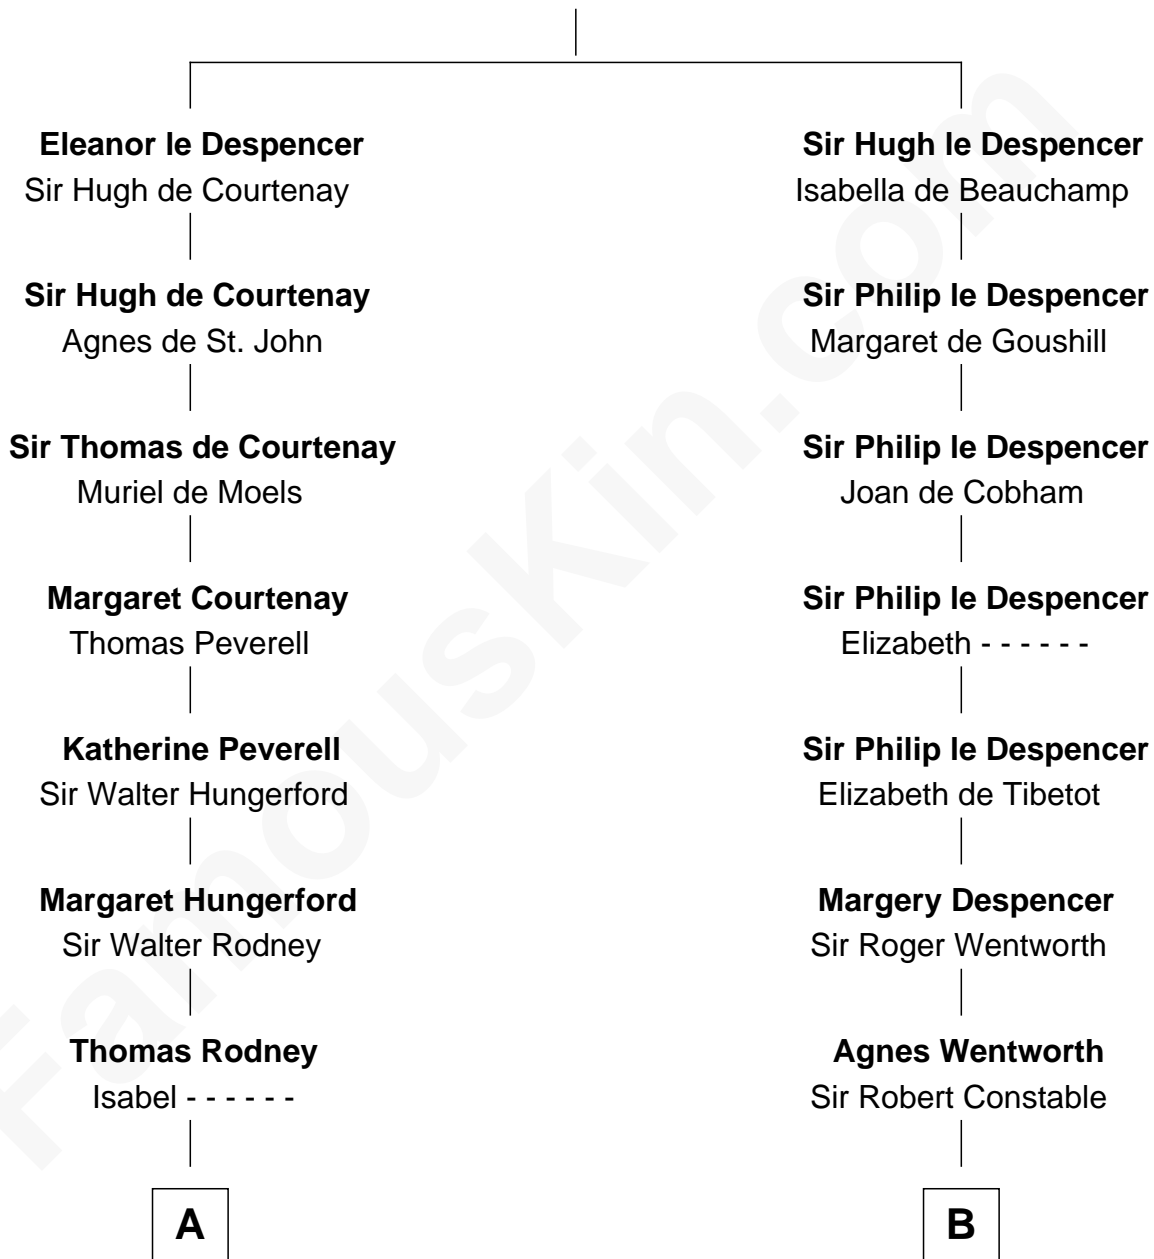 Eleanor le Despencer
Sir Hugh de Courtenay
Sir Hugh le Despencer
Isabella de Beauchamp
Sir Hugh de Courtenay
Agnes de St. John
Sir Philip le Despencer
Margaret de Goushill
Sir Thomas de Courtenay
Muriel de Moels
Sir Philip le Despencer
Joan de Cobham
Margaret Courtenay
Thomas Peverell
Sir Philip le Despencer
Elizabeth - - - - - -
Katherine Peverell
Sir Walter Hungerford
Sir Philip le Despencer
Elizabeth de Tibetot
Margaret Hungerford
Sir Walter Rodney
Margery Despencer
Sir Roger Wentworth
Thomas Rodney
Isabel - - - - - -
Agnes Wentworth
Sir Robert Constable
A
B
FamousKin.com